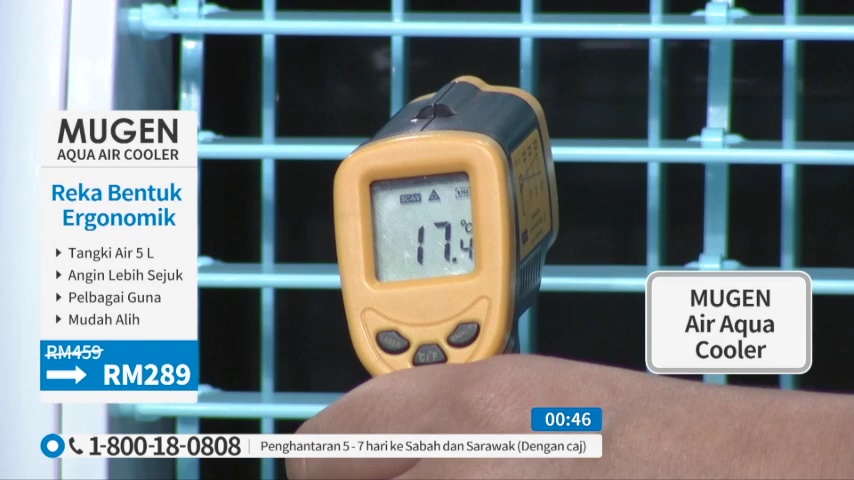 MUGEN
AQUA AIR COOLER
Reka Bentuk
Ergonomik
Tangki Air 5 L
Angin Lebih Sejuk
Pelbagai Guna
Mudah Alih
RM459
RM289
SCAN
°C
17.4
C/F
MUGEN
Air Aqua
Cooler
00:46
1-800-18-0808
Penghantaran 5 - 7 hari ke Sabah dan Sarawak (Dengan caj)